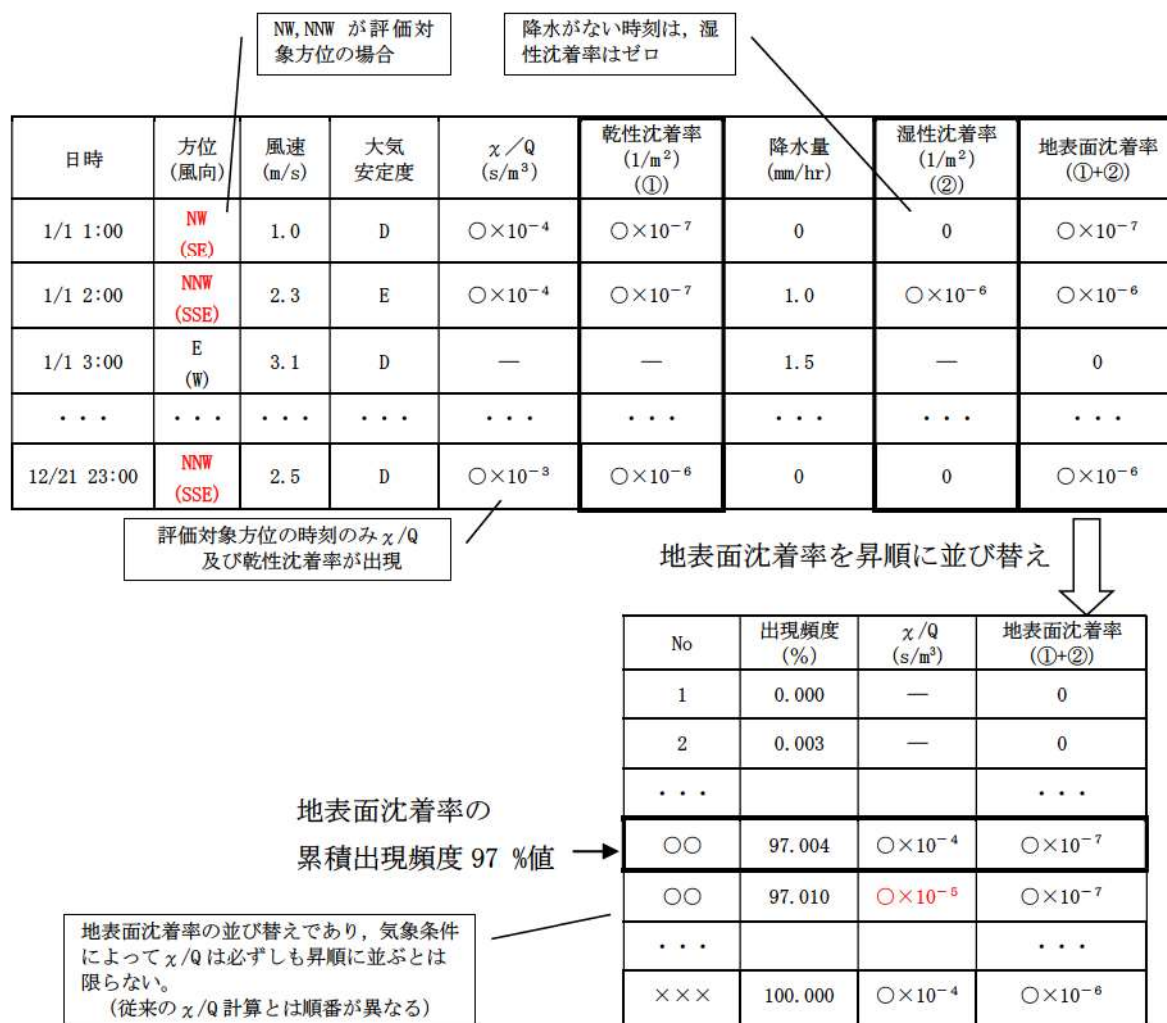 NW,NNW が評価対
象方位の場合
降水がない時刻は，湿
性沈着率はゼロ
日時 方位 (風向) 風速 (m/s) 大気 安定度 χ／Q (s/m³) 乾性沈着率 (1/m²) (①) 降水量 (mm/hr) 湿性沈着率 (1/m²) (②) 地表面沈着率 (①+②)
1/1 1:00 NW (SE) 1.0 D ○×10⁻⁴ ○×10⁻⁷ 0 0 ○×10⁻⁷
1/1 2:00 NNW (SSE) 2.3 E ○×10⁻⁴ ○×10⁻⁷ 1.0 ○×10⁻⁶ ○×10⁻⁶
1/1 3:00 E (W) 3.1 D — — 1.5 — 0
・・・ ・・・ ・・・ ・・・ ・・・ ・・・ ・・・ ・・・ ・・・
12/21 23:00 NNW (SSE) 2.5 D ○×10⁻³ ○×10⁻⁶ 0 0 ○×10⁻⁶
評価対象方位の時刻のみχ/Q
及び乾性沈着率が出現
地表面沈着率を昇順に並び替え
No 出現頻度 (%) χ/Q (s/m³) 地表面沈着率 (①+②)
1 0.000 — 0
2 0.003 — 0
・・・ ・・・
地表面沈着率の
累積出現頻度 97 %値
○○ 97.004 ○×10⁻⁴ ○×10⁻⁷
○○ 97.010 ○×10⁻⁵ ○×10⁻⁷
・・・ ・・・
××× 100.000 ○×10⁻⁴ ○×10⁻⁶
地表面沈着率の並び替えであり，気象条件
によってχ/Qは必ずしも昇順に並ぶとは
限らない。
(従来のχ/Q計算とは順番が異なる)